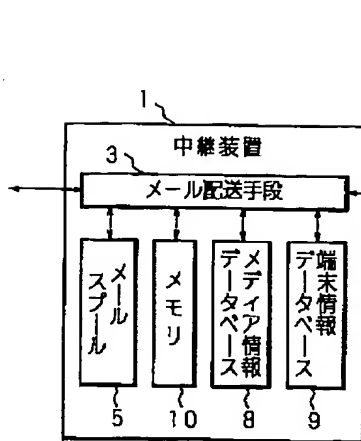 1
中継装置
3
メール配送手段
メール
スプール
メモリ
メディア情報
データベース
端末情報
データベース
5
10
8
9